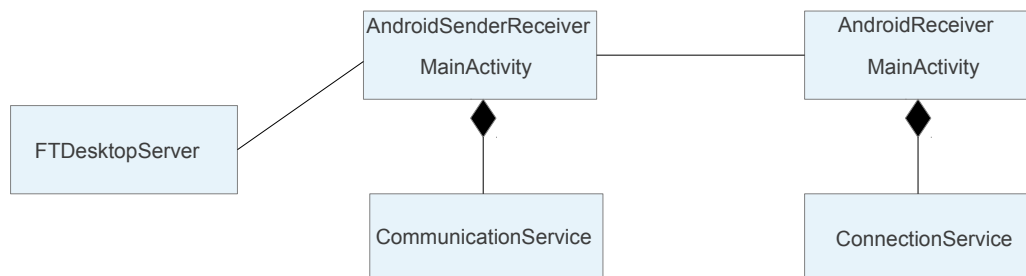 AndroidSenderReceiver
MainActivity
AndroidReceiver
MainActivity
FTDesktopServer
CommunicationService
ConnectionService